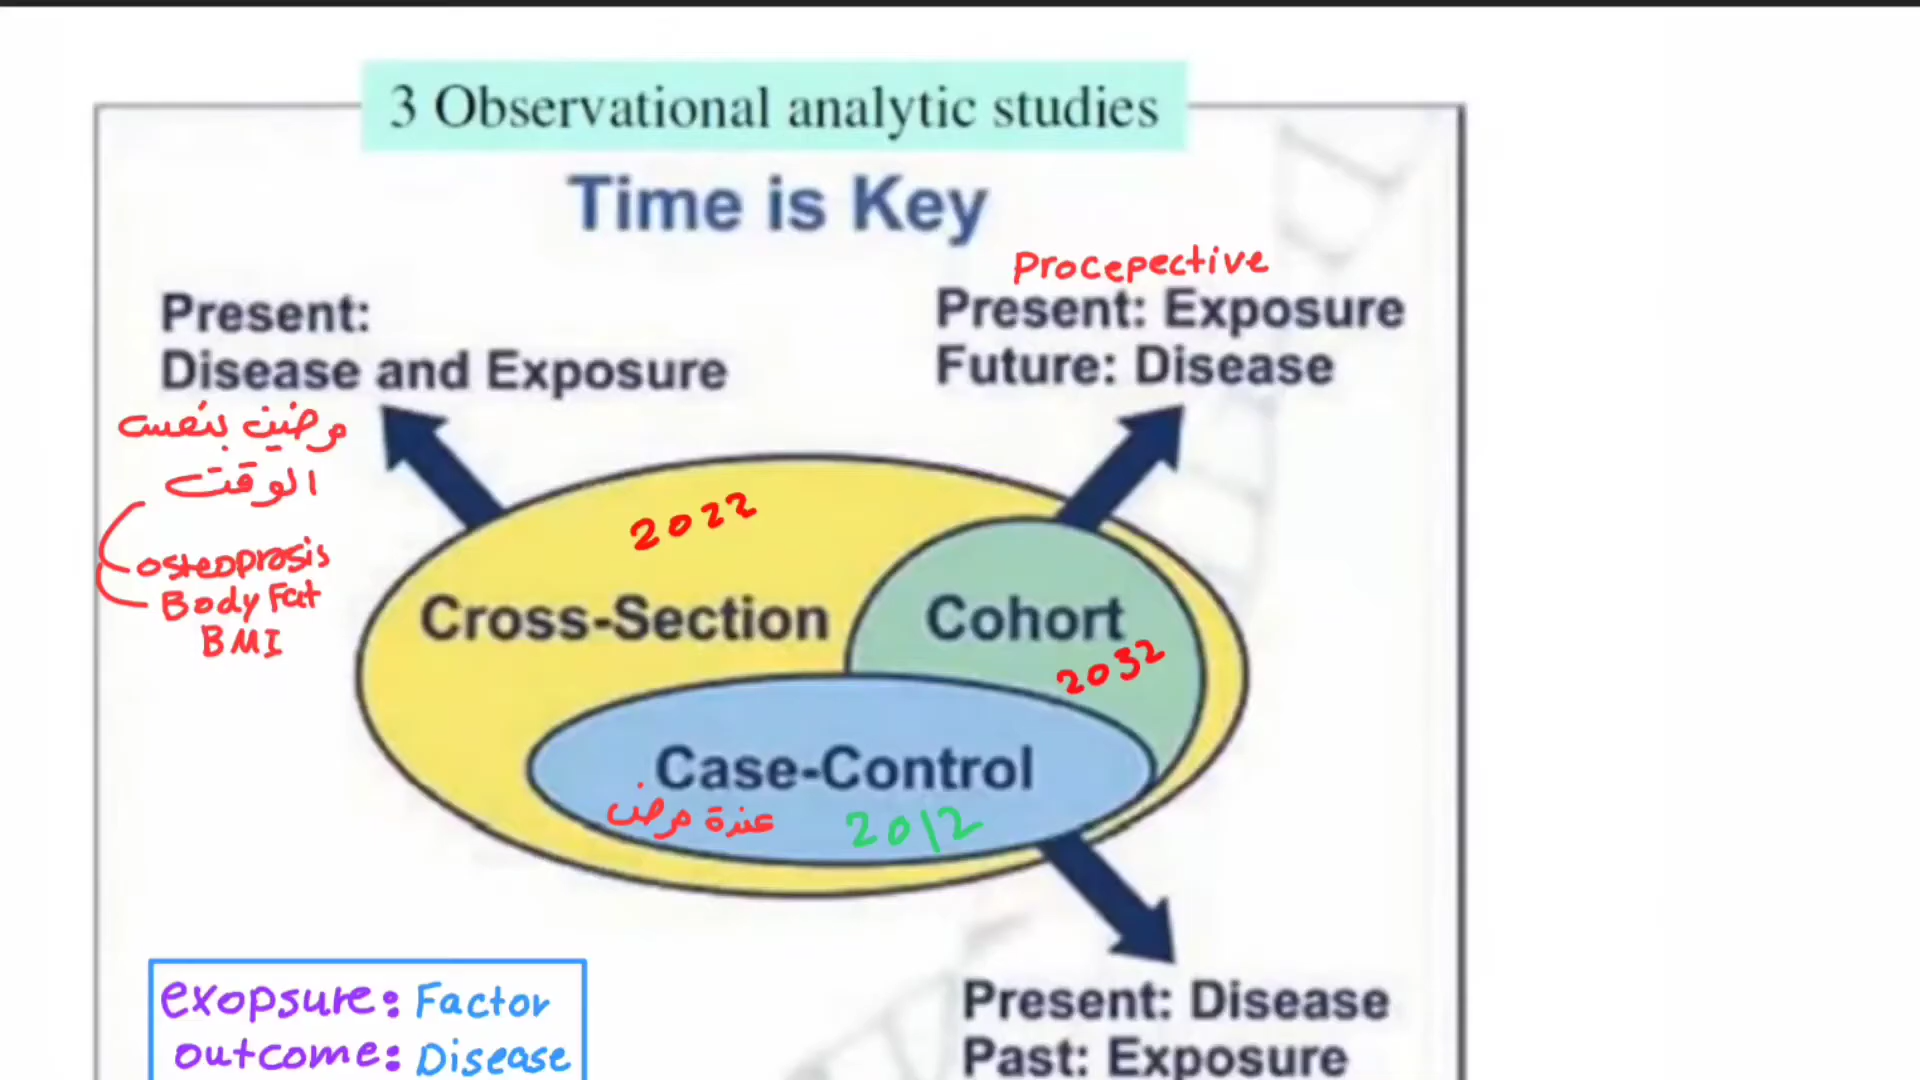 3 Observational analytic studies
Time is Key
Procepective
Present:
Disease and Exposure
Present: Exposure
Future: Disease
مرضين بنفس
الوقت
osteoprosis
Body Fat
BMI
2022
Cross-Section
Cohort
2032
Case-Control
عندة مرض
2012
Present: Disease
Past: Exposure
exopsure: Factor
outcome: Disease